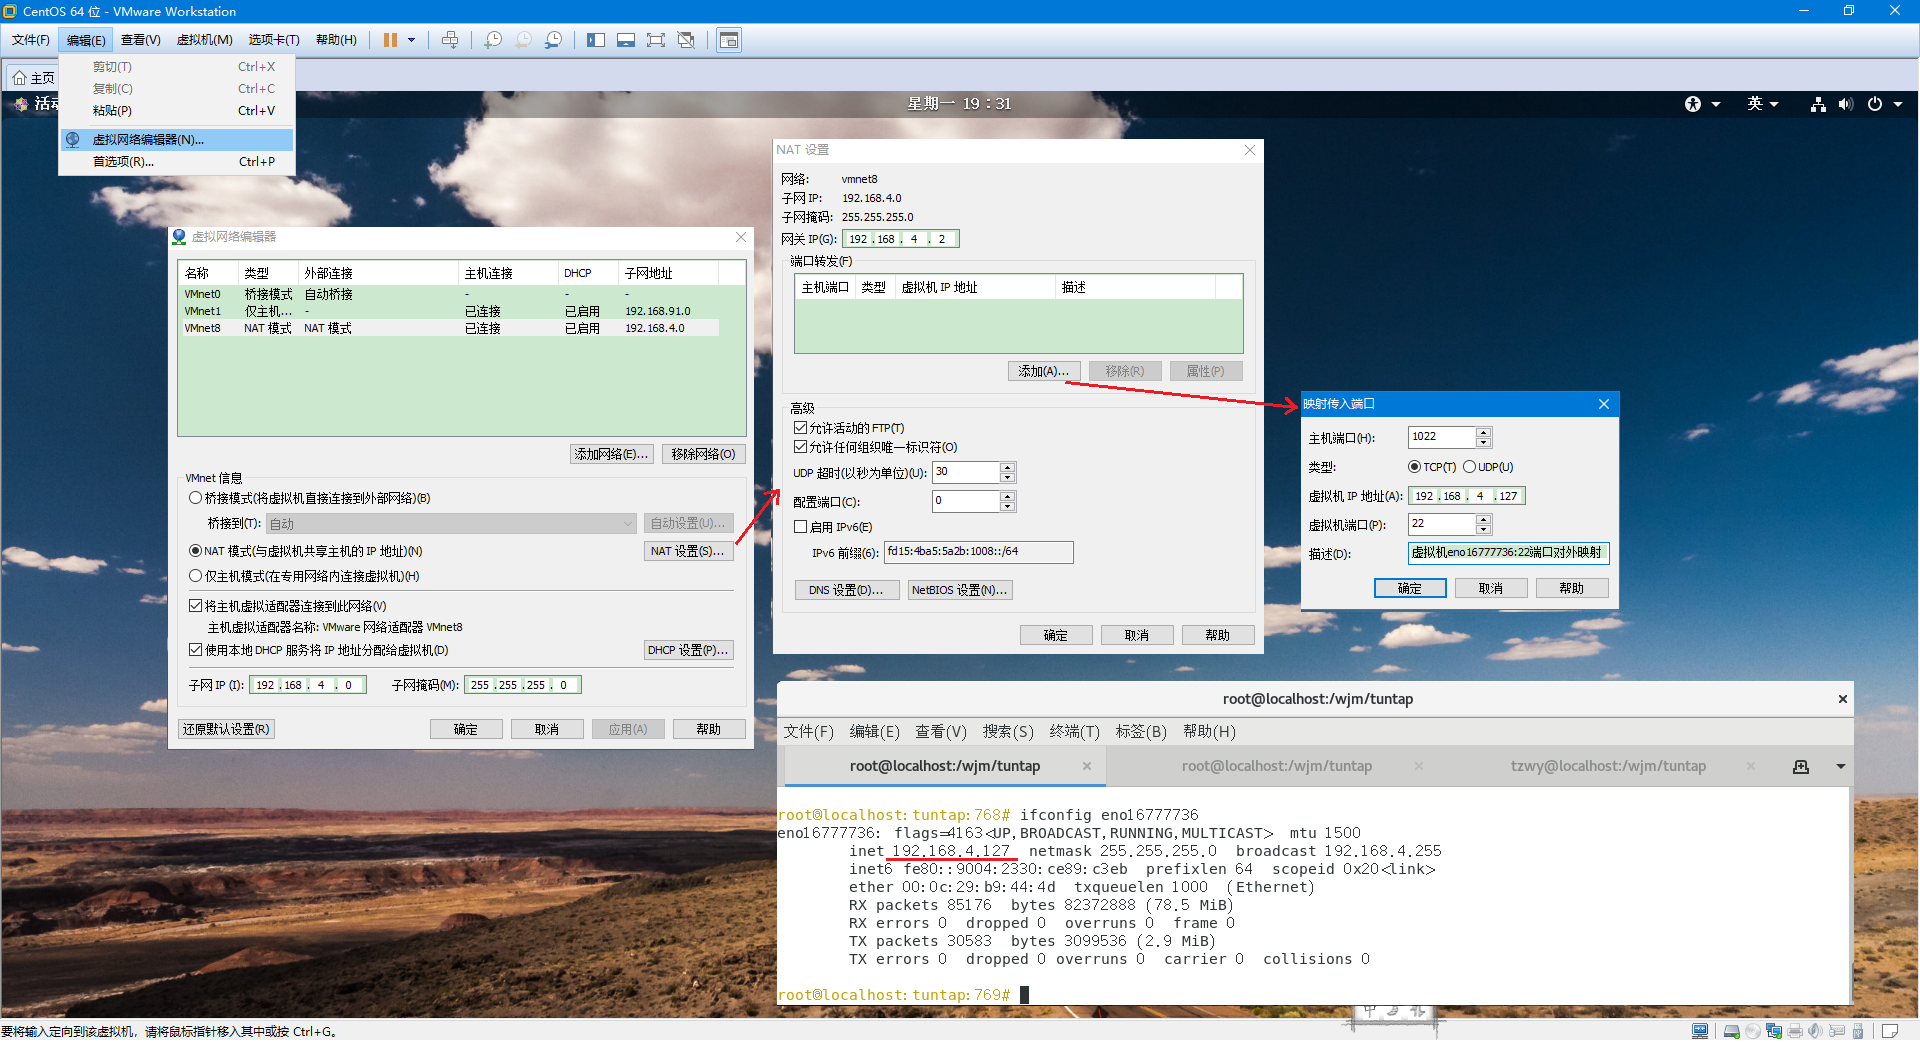 CentOS 64 位 - VMware Workstation
文件(F) 编辑(E) 查看(V) 虚拟机(M) 选项卡(T) 帮助(H)
剪切(T) Ctrl+X
复制(C) Ctrl+C
粘贴(P) Ctrl+V
虚拟网络编辑器(N)...
首选项(R)... Ctrl+P
主页
活动
星期一 19：31
英
虚拟网络编辑器
名称 类型 外部连接 主机连接 DHCP 子网地址
VMnet0 桥接模式 自动桥接 - - -
VMnet1 仅主机... - 已连接 已启用 192.168.91.0
VMnet8 NAT 模式 NAT 模式 已连接 已启用 192.168.4.0
添加网络(E)... 移除网络(O)
VMnet 信息
桥接模式(将虚拟机直接连接到外部网络)(B)
桥接到(T): 自动 自动设置(U)...
NAT 模式(与虚拟机共享主机的 IP 地址)(N) NAT 设置(S)...
仅主机模式(在专用网络内连接虚拟机)(H)
将主机虚拟适配器连接到此网络(V)
主机虚拟适配器名称: VMware 网络适配器 VMnet8
使用本地 DHCP 服务将 IP 地址分配给虚拟机(D) DHCP 设置(P)...
子网 IP (I): 192 .168 . 4 . 0 子网掩码(M): 255 .255 .255 . 0
还原默认设置(R) 确定 取消 应用(A) 帮助
NAT 设置
网络: vmnet8
子网 IP: 192.168.4.0
子网掩码: 255.255.255.0
网关 IP(G): 192 .168 . 4 . 2
端口转发(F)
主机端口 类型 虚拟机 IP 地址 描述
添加(A)... 移除(R) 属性(P)
高级
允许活动的 FTP(T)
允许任何组织唯一标识符(O)
UDP 超时(以秒为单位)(U): 30
配置端口(C): 0
启用 IPv6(E)
IPv6 前缀(6): fd15:4ba5:5a2b:1008::/64
DNS 设置(D)... NetBIOS 设置(N)...
确定 取消 帮助
映射传入端口
主机端口(H): 1022
类型: TCP(T) UDP(U)
虚拟机 IP 地址(A): 192 .168 . 4 .127
虚拟机端口(P): 22
描述(D): 虚拟机eno16777736:22端口对外映射
确定 取消 帮助
root@localhost:/wjm/tuntap
文件(F) 编辑(E) 查看(V) 搜索(S) 终端(T) 标签(B) 帮助(H)
root@localhost:/wjm/tuntap root@localhost:/wjm/tuntap tzwy@localhost:/wjm/tuntap
root@localhost:tuntap:768# ifconfig eno16777736
eno16777736: flags=4163<UP,BROADCAST,RUNNING,MULTICAST> mtu 1500
inet 192.168.4.127 netmask 255.255.255.0 broadcast 192.168.4.255
inet6 fe80::9004:2330:ce89:c3eb prefixlen 64 scopeid 0x20<link>
ether 00:0c:29:b9:44:4d txqueuelen 1000 (Ethernet)
RX packets 85176 bytes 82372888 (78.5 MiB)
RX errors 0 dropped 0 overruns 0 frame 0
TX packets 30583 bytes 3099536 (2.9 MiB)
TX errors 0 dropped 0 overruns 0 carrier 0 collisions 0
root@localhost:tuntap:769#
要将输入定向到该虚拟机，请将鼠标指针移入其中或按 Ctrl+G。